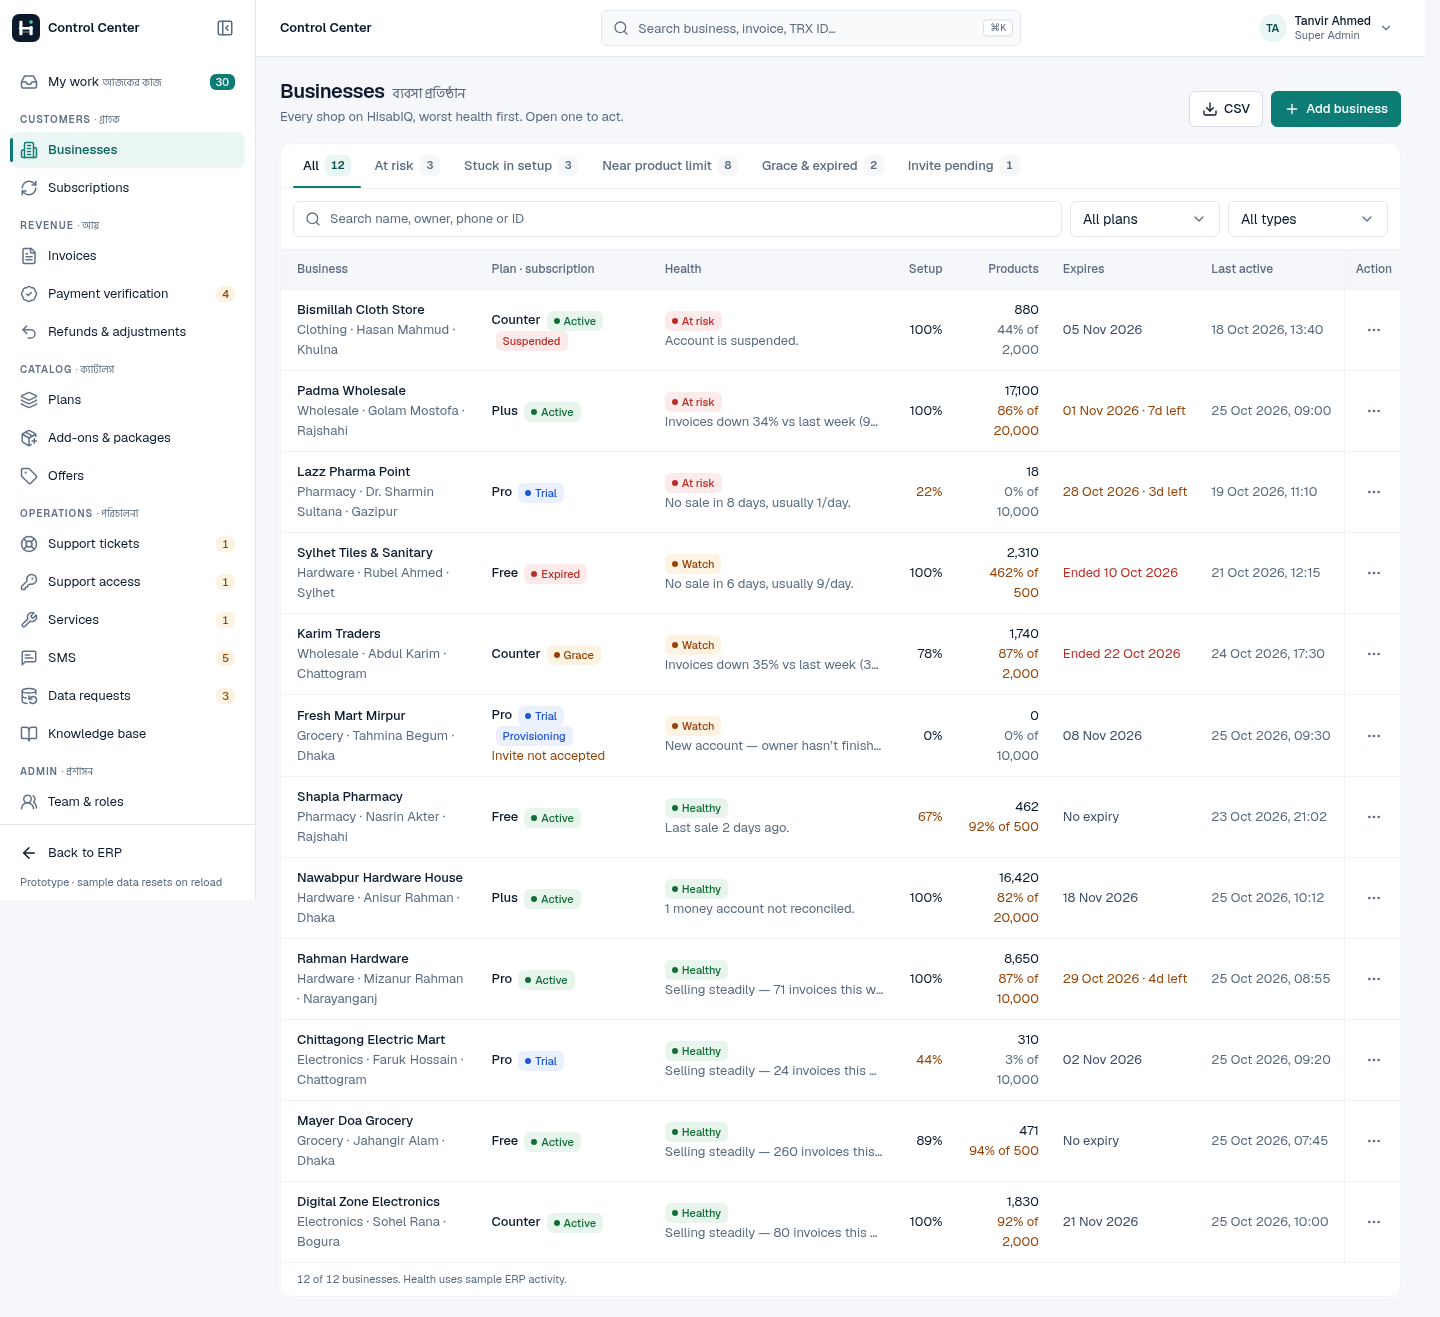 Control Center
My work আজকের কাজ 30
CUSTOMERS · গ্রাহক
Businesses
Subscriptions
REVENUE · আয়
Invoices
Payment verification 4
Refunds & adjustments
CATALOG · ক্যাটালগ
Plans
Add-ons & packages
Offers
OPERATIONS · পরিচালনা
Support tickets 1
Support access 1
Services 1
SMS 5
Data requests 3
Knowledge base
ADMIN · প্রশাসন
Team & roles
Back to ERP
Prototype · sample data resets on reload
Control Center
Search business, invoice, TRX ID... ⌘K
TA
Tanvir Ahmed
Super Admin
Businesses ব্যবসা প্রতিষ্ঠান
Every shop on HisabIQ, worst health first. Open one to act.
CSV
Add business
All 12 At risk 3 Stuck in setup 3 Near product limit 8 Grace & expired 2 Invite pending 1
Search name, owner, phone or ID
All plans
All types
Business Plan · subscription Health Setup Products Expires Last active Action
Bismillah Cloth Store
Clothing · Hasan Mahmud ·
Khulna
Counter Active
Suspended
At risk
Account is suspended.
100%
880
44% of
2,000
05 Nov 2026
18 Oct 2026, 13:40
Padma Wholesale
Wholesale · Golam Mostofa ·
Rajshahi
Plus Active
At risk
Invoices down 34% vs last week (9...
100%
17,100
86% of
20,000
01 Nov 2026 · 7d left
25 Oct 2026, 09:00
Lazz Pharma Point
Pharmacy · Dr. Sharmin
Sultana · Gazipur
Pro Trial
At risk
No sale in 8 days, usually 1/day.
22%
18
0% of
10,000
28 Oct 2026 · 3d left
19 Oct 2026, 11:10
Sylhet Tiles & Sanitary
Hardware · Rubel Ahmed ·
Sylhet
Free Expired
Watch
No sale in 6 days, usually 9/day.
100%
2,310
462% of
500
Ended 10 Oct 2026
21 Oct 2026, 12:15
Karim Traders
Wholesale · Abdul Karim ·
Chattogram
Counter Grace
Watch
Invoices down 35% vs last week (3...
78%
1,740
87% of
2,000
Ended 22 Oct 2026
24 Oct 2026, 17:30
Fresh Mart Mirpur
Grocery · Tahmina Begum ·
Dhaka
Pro Trial
Provisioning
Invite not accepted
Watch
New account — owner hasn't finish...
0%
0
0% of
10,000
08 Nov 2026
25 Oct 2026, 09:30
Shapla Pharmacy
Pharmacy · Nasrin Akter ·
Rajshahi
Free Active
Healthy
Last sale 2 days ago.
67%
462
92% of 500
No expiry
23 Oct 2026, 21:02
Nawabpur Hardware House
Hardware · Anisur Rahman ·
Dhaka
Plus Active
Healthy
1 money account not reconciled.
100%
16,420
82% of
20,000
18 Nov 2026
25 Oct 2026, 10:12
Rahman Hardware
Hardware · Mizanur Rahman
· Narayanganj
Pro Active
Healthy
Selling steadily — 71 invoices this w...
100%
8,650
87% of
10,000
29 Oct 2026 · 4d left
25 Oct 2026, 08:55
Chittagong Electric Mart
Electronics · Faruk Hossain ·
Chattogram
Pro Trial
Healthy
Selling steadily — 24 invoices this ...
44%
310
3% of
10,000
02 Nov 2026
25 Oct 2026, 09:20
Mayer Doa Grocery
Grocery · Jahangir Alam ·
Dhaka
Free Active
Healthy
Selling steadily — 260 invoices this...
89%
471
94% of 500
No expiry
25 Oct 2026, 07:45
Digital Zone Electronics
Electronics · Sohel Rana ·
Bogura
Counter Active
Healthy
Selling steadily — 80 invoices this ...
100%
1,830
92% of
2,000
21 Nov 2026
25 Oct 2026, 10:00
12 of 12 businesses. Health uses sample ERP activity.